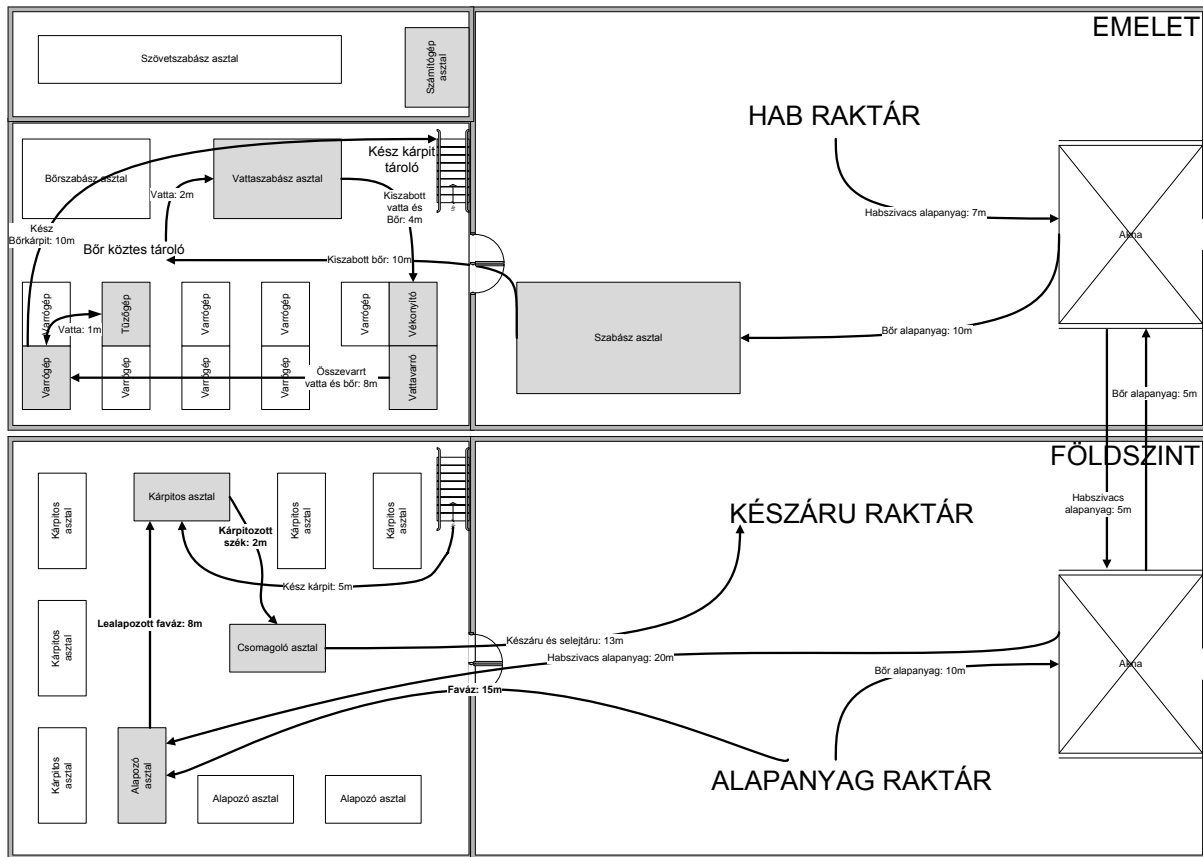 EMELET
Szövetszabász asztal
Számítógép
asztal
HAB RAKTÁR
Kész kárpit
tároló
Bőrszabász asztal
Vattaszabász asztal
Vatta: 2m
Kiszabott
vatta és
Bőr: 4m
Habszivacs alapanyag: 7m
Akna
Kész
Bőrkárpit: 10m
Bőr köztes tároló
Kiszabott bőr: 10m
Varrógép
Tűzőgép
Varrógép
Varrógép
Varrógép
Vékonyító
Vatta: 1m
Szabász asztal
Bőr alapanyag: 10m
Varrógép
Varrógép
Varrógép
Varrógép
Összevarrt
vatta és bőr: 8m
Vattavarró
Bőr alapanyag: 5m
FÖLDSZINT
Habszivacs
alapanyag: 5m
Kárpitos
asztal
Kárpitos asztal
Kárpitos
asztal
Kárpitos
asztal
Kárpitozott
szék: 2m
KÉSZÁRU RAKTÁR
Kész kárpit: 5m
Kárpitos
asztal
Lealapozott faváz: 8m
Csomagoló asztal
Készáru és selejtáru: 13m
Habszivacs alapanyag: 20m
Bőr alapanyag: 10m
Akna
Faváz: 15m
Kárpitos
asztal
Alapozó
asztal
Alapozó asztal
Alapozó asztal
ALAPANYAG RAKTÁR